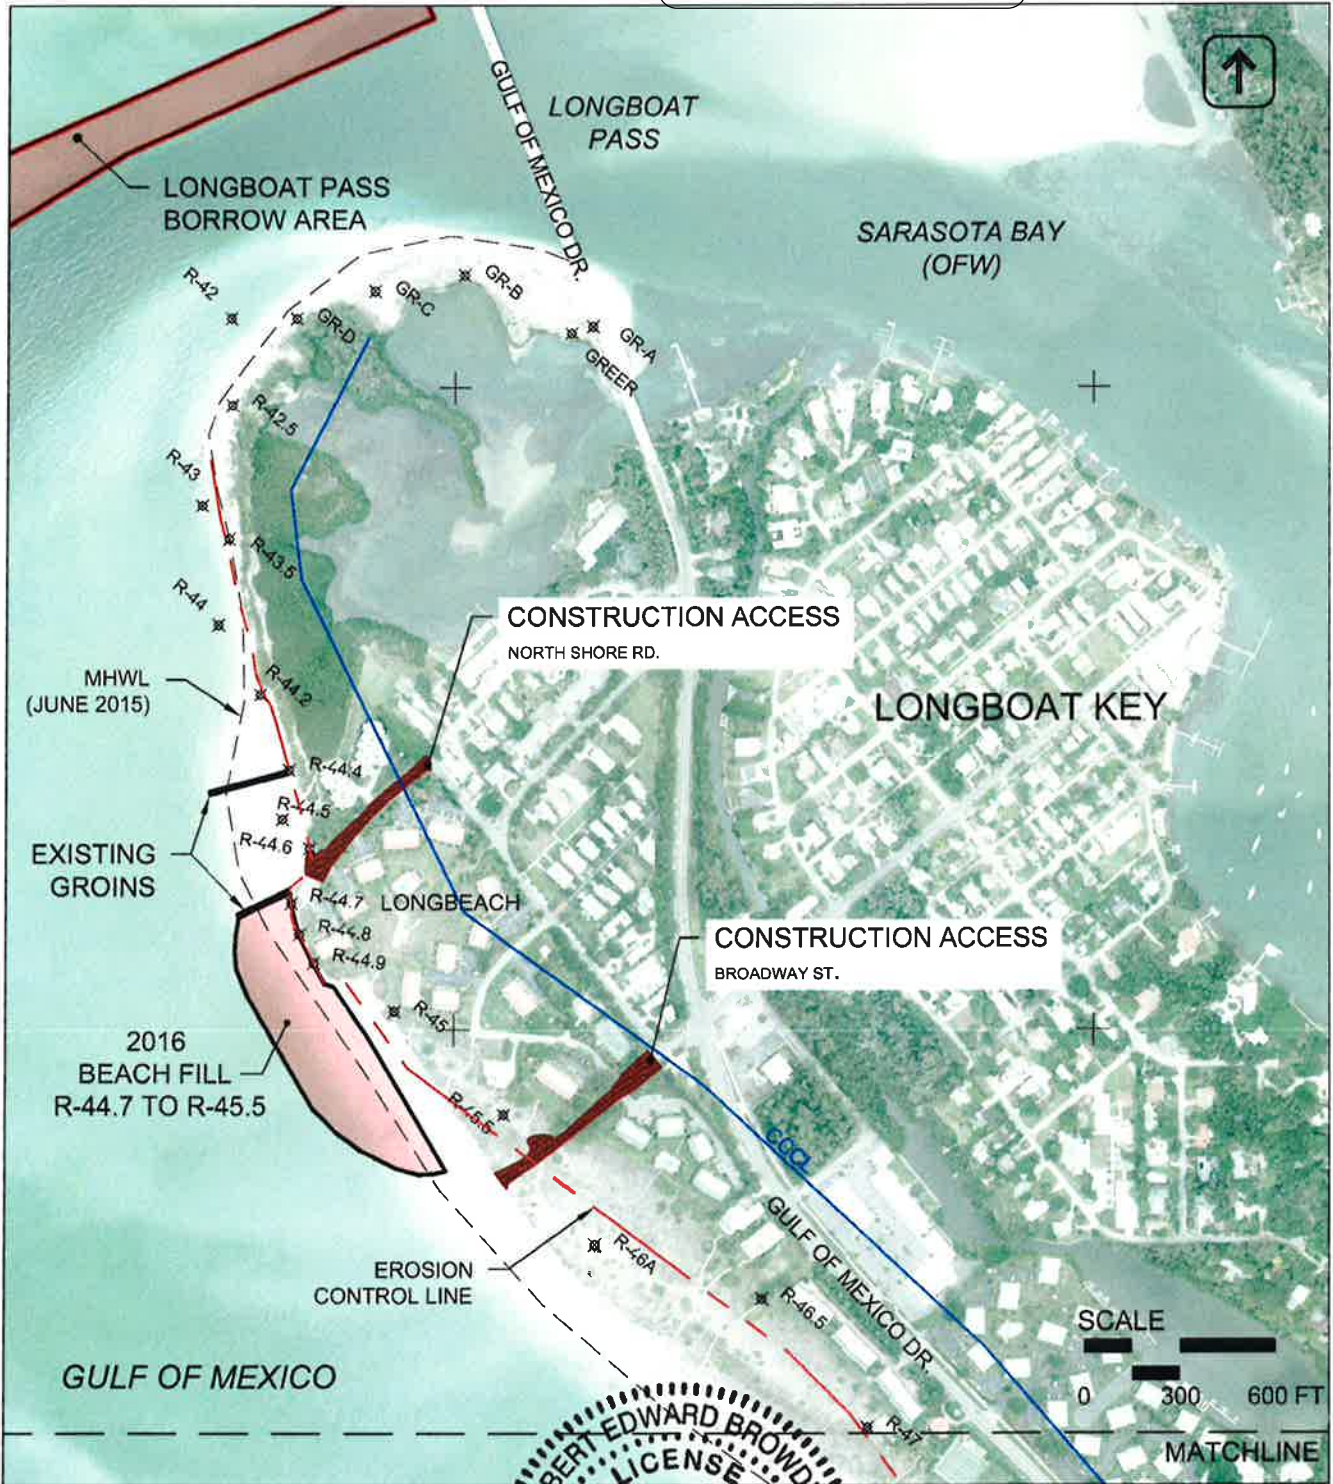 GULF OF MEXICO DR.
LONGBOAT
PASS
LONGBOAT PASS
BORROW AREA
SARASOTA BAY
(OFW)
R-42
GR-D
GR-C
GR-B
GR-A
GREER
R-42.5
R-43
R-43.5
R-44
CONSTRUCTION ACCESS
NORTH SHORE RD.
MHWL
(JUNE 2015)
R-44.2
LONGBOAT KEY
R-44.4
R-44.5
R-44.6
EXISTING
GROINS
R-44.7
LONGBEACH
R-44.8
R-44.9
CONSTRUCTION ACCESS
BROADWAY ST.
R-45
2016
BEACH FILL
R-44.7 TO R-45.5
R-45.5
CCCL
GULF OF MEXICO DR.
R-46A
EROSION
CONTROL LINE
R-46.5
SCALE
0 300 600 FT
GULF OF MEXICO
R-47
MATCHLINE
EDWARD
LICENSE